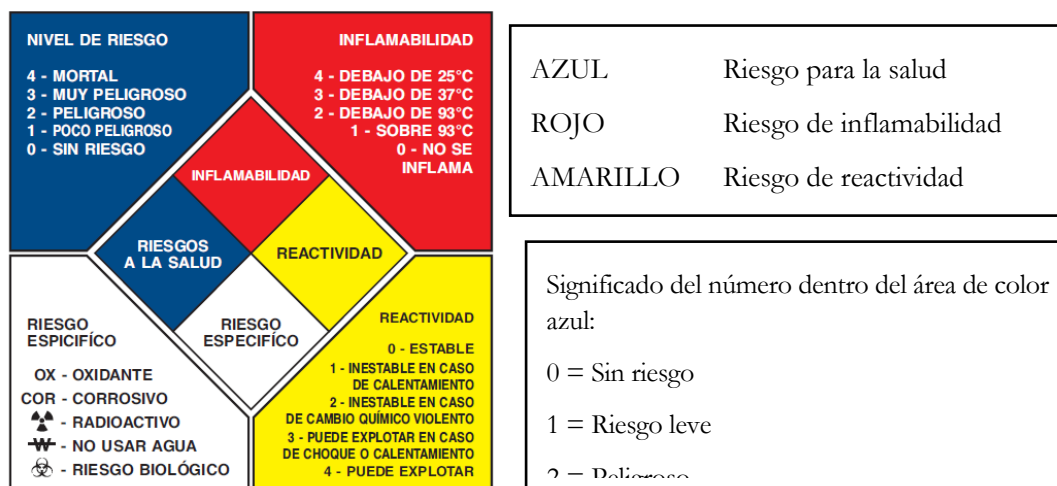 NIVEL DE RIESGO
4 - MORTAL
3 - MUY PELIGROSO
2 - PELIGROSO
1 - POCO PELIGROSO
0 - SIN RIESGO
INFLAMABILIDAD
4 - DEBAJO DE 25°C
3 - DEBAJO DE 37°C
2 - DEBAJO DE 93°C
1 - SOBRE 93°C
0 - NO SE
INFLAMA
INFLAMABILIDAD
RIESGOS
A LA SALUD
REACTIVIDAD
RIESGO
ESPECIFÍCO
RIESGO
ESPICIFÍCO
OX - OXIDANTE
COR - CORROSIVO
- RADIOACTIVO
W - NO USAR AGUA
- RIESGO BIOLÓGICO
REACTIVIDAD
0 - ESTABLE
1 - INESTABLE EN CASO
DE CALENTAMIENTO
2 - INESTABLE EN CASO
DE CAMBIO QUÍMICO VIOLENTO
3 - PUEDE EXPLOTAR EN CASO
DE CHOQUE O CALENTAMIENTO
4 - PUEDE EXPLOTAR
AZUL Riesgo para la salud
ROJO Riesgo de inflamabilidad
AMARILLO Riesgo de reactividad
Significado del número dentro del área de color
azul:
0 = Sin riesgo
1 = Riesgo leve
2 = Peligroso